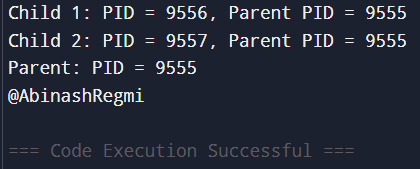 Child 1: PID = 9556, Parent PID = 9555
Child 2: PID = 9557, Parent PID = 9555
Parent: PID = 9555
@AbinashRegmi
=== Code Execution Successful ===